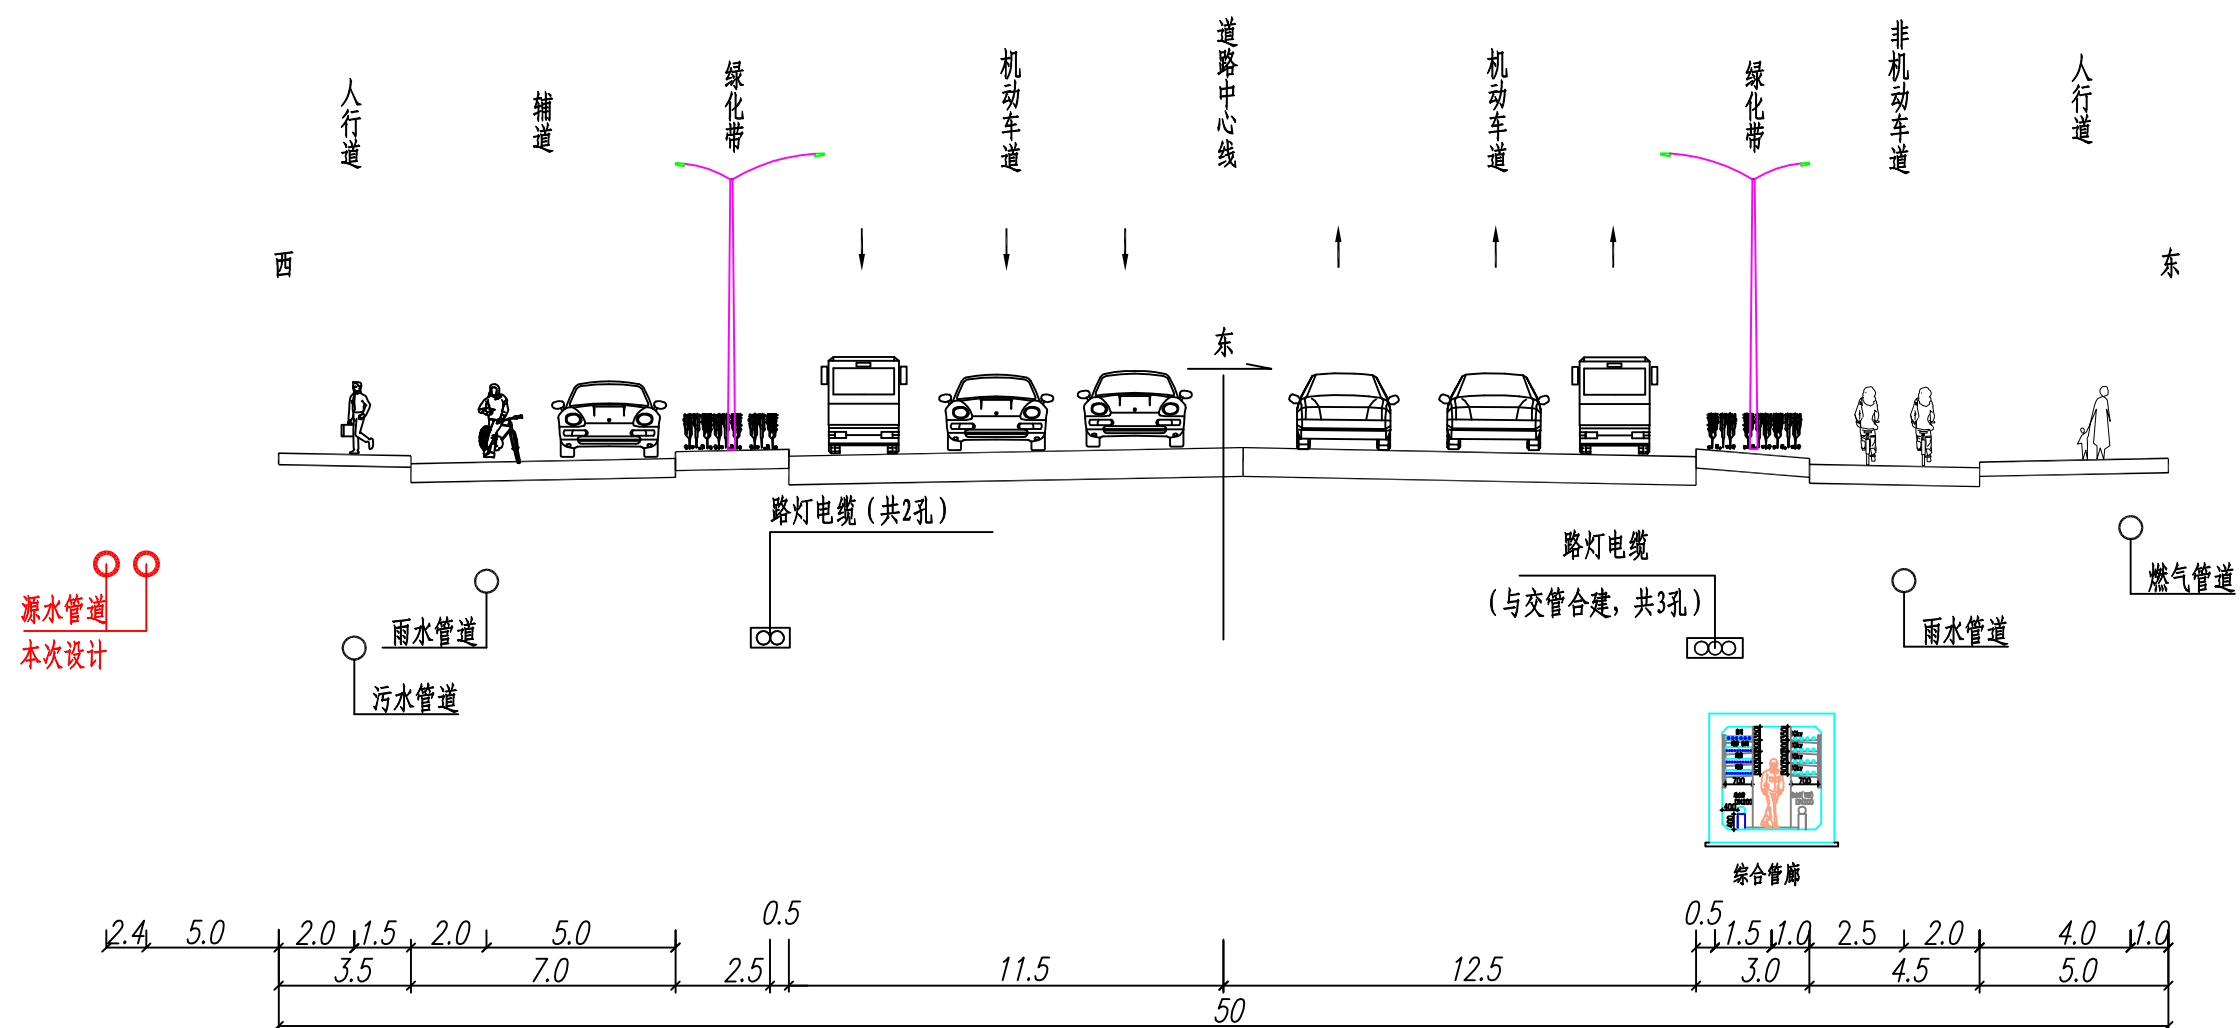 人行道
辅道
绿化带
机动车道
道路中心线
机动车道
绿化带
非机动车道
人行道
西
东
东
路灯电缆（共2孔）
路灯电缆
（与交管合建，共3孔）
燃气管道
源水管道
本次设计
雨水管道
雨水管道
污水管道
700
700
400
400
DN200
综合管廊
0.5
0.5
2.4
5.0
2.0
1.5
2.0
5.0
1.5
1.0
2.5
2.0
4.0
1.0
3.5
7.0
2.5
11.5
12.5
3.0
4.5
5.0
50